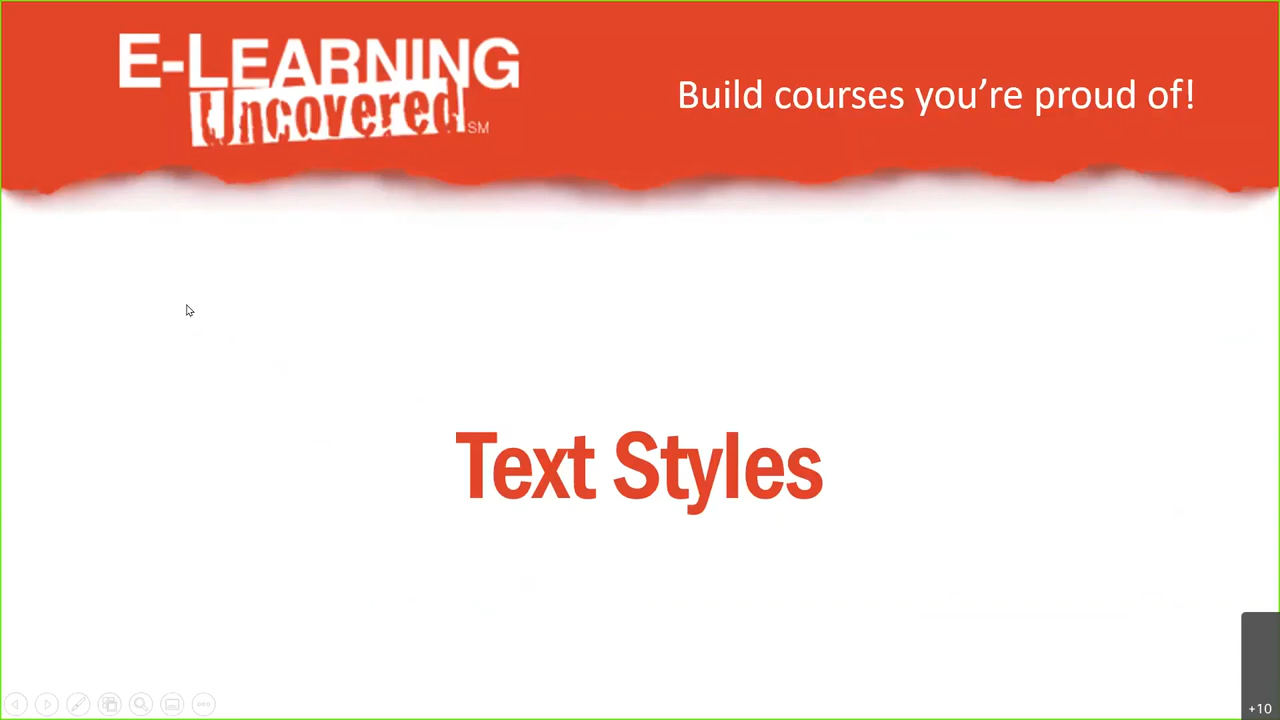 E-LEARNING
Uncovered SM
Build courses you’re proud of!
Text Styles
+10